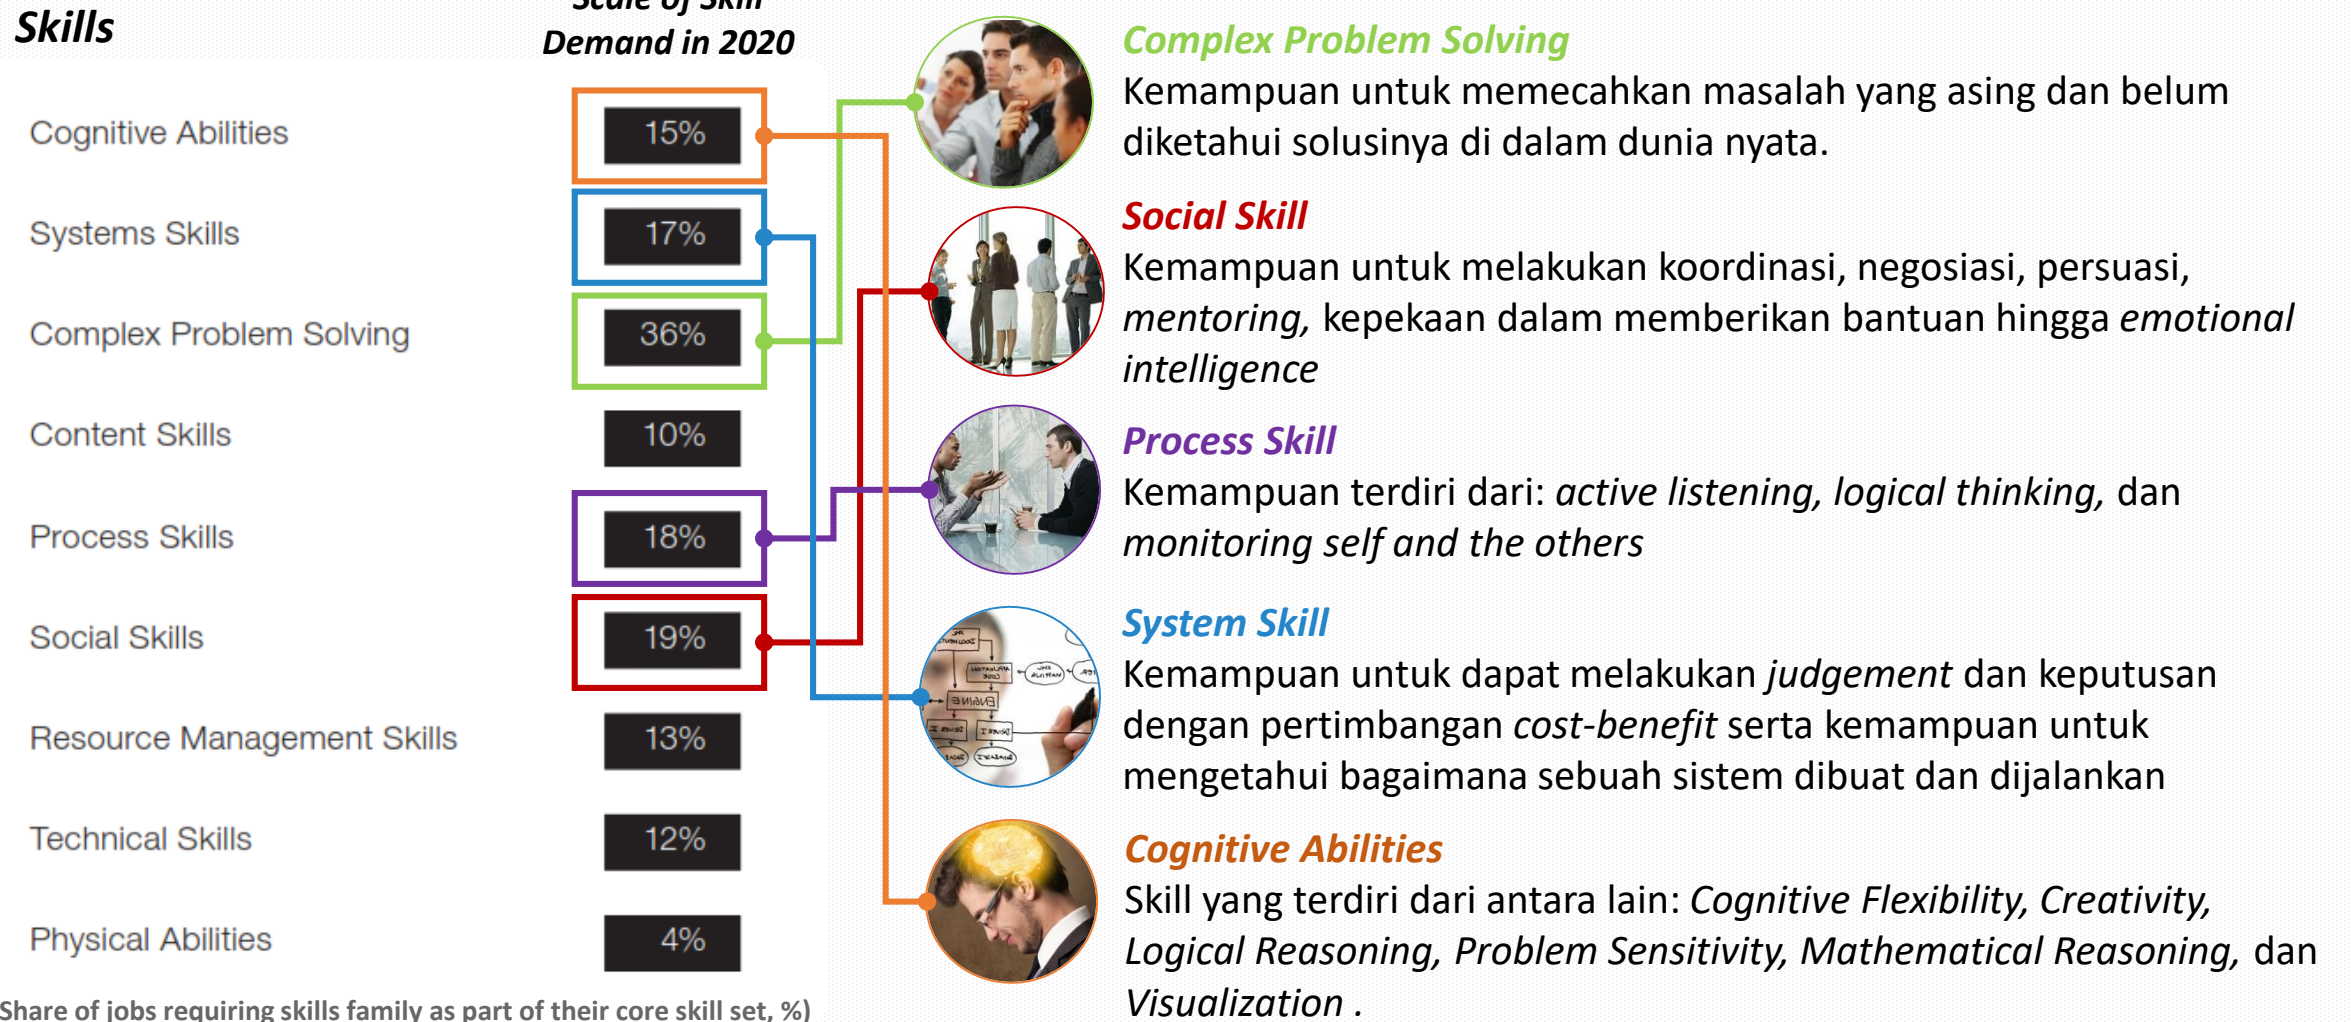 Skills
Scale of Skill
Demand in 2020
Cognitive Abilities 15%
Systems Skills 17%
Complex Problem Solving 36%
Content Skills 10%
Process Skills 18%
Social Skills 19%
Resource Management Skills 13%
Technical Skills 12%
Physical Abilities 4%
Share of jobs requiring skills family as part of their core skill set, %)
Complex Problem Solving
Kemampuan untuk memecahkan masalah yang asing dan belum
diketahui solusinya di dalam dunia nyata.
Social Skill
Kemampuan untuk melakukan koordinasi, negosiasi, persuasi,
mentoring, kepekaan dalam memberikan bantuan hingga emotional
intelligence
Process Skill
Kemampuan terdiri dari: active listening, logical thinking, dan
monitoring self and the others
System Skill
Kemampuan untuk dapat melakukan judgement dan keputusan
dengan pertimbangan cost-benefit serta kemampuan untuk
mengetahui bagaimana sebuah sistem dibuat dan dijalankan
ENGINE
Cognitive Abilities
Skill yang terdiri dari antara lain: Cognitive Flexibility, Creativity,
Logical Reasoning, Problem Sensitivity, Mathematical Reasoning, dan
Visualization .